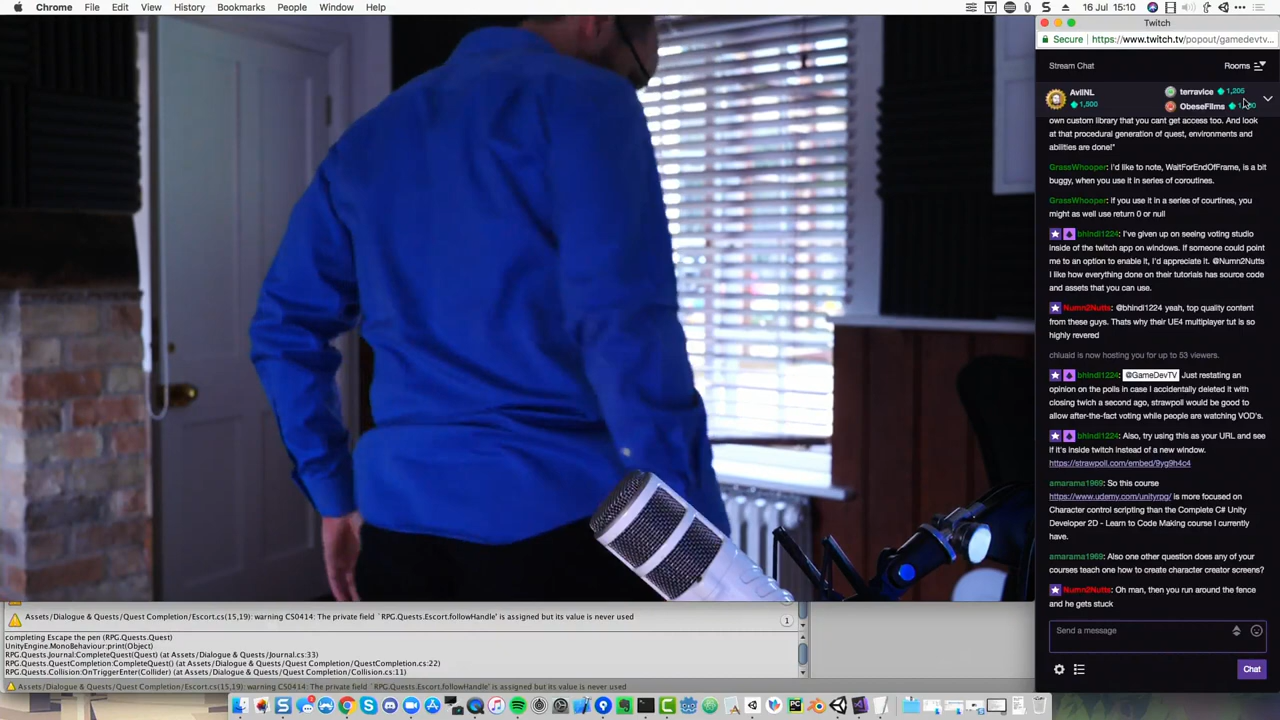 Chrome File Edit View History Bookmarks People Window Help 16 Jul 15:10
Twitch
Secure https://www.twitch.tv/popout/gamedevtv...
Stream Chat Rooms
AviiNL terravice 1,205
1,500 ObeseFilms
own custom library that you cant get access too. And look
at that procedural generation of quest, environments and
abilities are done!"
GrassWhooper: I'd like to note, WaitForEndOfFrame, is a bit
buggy, when you use it in series of coroutines.
GrassWhooper: If you use it in a series of courtines, you
might as well use return 0 or null
bhindi1224: I've given up on seeing voting studio
inside of the twitch app on windows. If someone could point
me to an option to enable it, I'd appreciate it. @Numn2Nutts
I like how everything done on their tutorials has source code
and assets that you can use.
Numn2Nutts: @bhindi1224 yeah, top quality content
from these guys. Thats why their UE4 multiplayer tut is so
highly revered
chluaid is now hosting you for up to 53 viewers.
bhindi1224: @GameDevTV Just restating an
opinion on the polls in case I accidentally deleted it with
closing twich a second ago, strawpoll would be good to
allow after-the-fact voting while people are watching VOD's.
bhindi1224: Also, try using this as your URL and see
if it's inside twitch instead of a new window.
https://strawpoll.com/embed/9yg9h4c4
amarama1969: So this course
https://www.udemy.com/unityrpg/ is more focused on
Character control scripting than the Complete C# Unity
Developer 2D - Learn to Code Making course I currently
have.
amarama1969: Also one other question does any of your
courses teach one how to create character creator screens?
Numn2Nutts: Oh man, then you run around the fence
and he gets stuck
Send a message
Chat
Assets/Dialogue & Quests/Quest Completion/Escort.cs(15,19): warning CS0414: The private field `RPG.Quests.Escort.followHandle' is assigned but its value is never used
1
completing Escape the pen (RPG.Quests.Quest)
UnityEngine.MonoBehaviour:print(Object)
RPG.Quests.Journal:CompleteQuest() (at Assets/Dialogue & Quests/Journal.cs:33)
RPG.Quests.QuestCompletion:CompleteQuest() (at Assets/Dialogue & Quests/Quest Completion/QuestCompletion.cs:22)
RPG.Quests.Collision:OnTriggerEnter(Collider) (at Assets/Dialogue & Quests/Quest Completion/Collision.cs:11)
Assets/Dialogue & Quests/Quest Completion/Escort.cs(15,19): warning CS0414: The private field `RPG.Quests.Escort.followHandle' is assigned but its value is never used